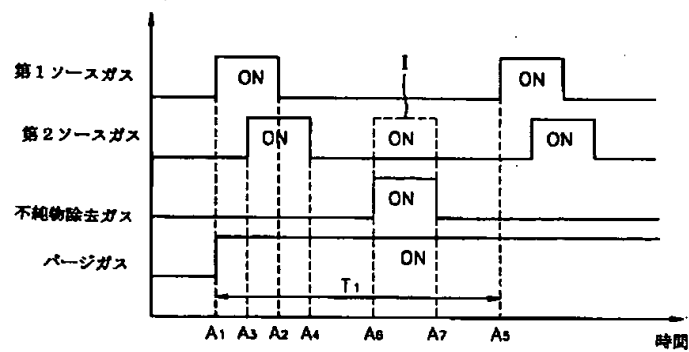 第1ソースガス ON ON
I
第2ソースガス ON ON ON
不純物除去ガス ON
パージガス ON
T1
A1 A3 A2 A4 A6 A7 A5
時間